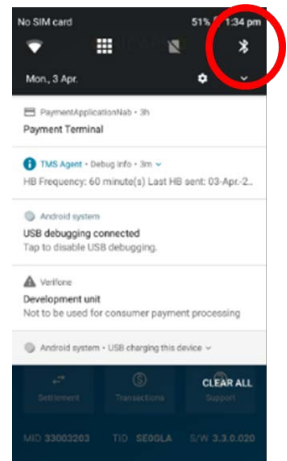 No SIM card 51% 1:34 pm
Mon., 3 Apr.
PaymentApplicationNab • 3h
Payment Terminal
TMS Agent • Debug Info • 3m
HB Frequency: 60 minute(s) Last HB sent: 03-Apr.-2..
Android system
USB debugging connected
Tap to disable USB debugging.
Verifone
Development unit
Not to be used for consumer payment processing
Android system • USB charging this device
CLEAR ALL
Settlement Transactions Support
MID 33003203 TID SE0GLA S/W 3.3.0.020